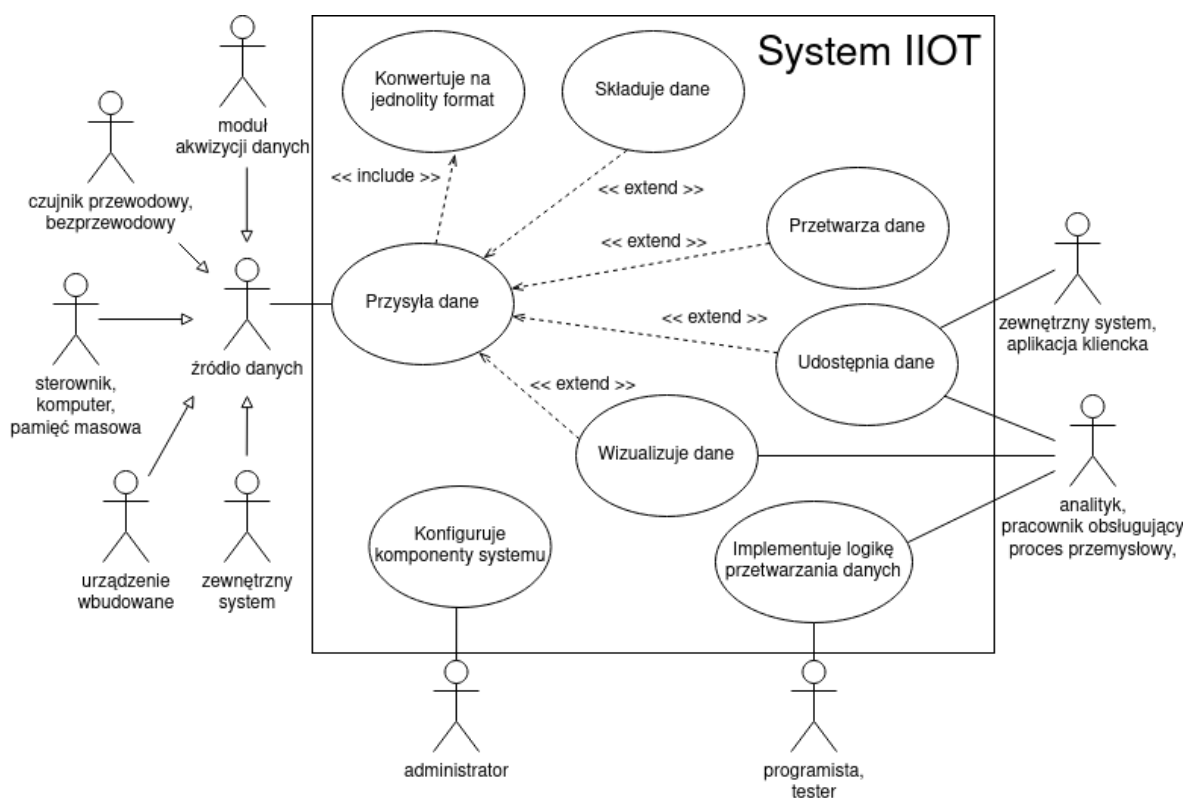 System IIOT
Konwertuje na
jednolity format
Składuje dane
moduł
akwizycji danych
<< include >>
<< extend >>
czujnik przewodowy,
bezprzewodowy
Przetwarza dane
<< extend >>
Przysyła dane
<< extend >>
zewnętrzny system,
aplikacja kliencka
źródło danych
Udostępnia dane
sterownik,
komputer,
pamięć masowa
<< extend >>
Wizualizuje dane
analityk,
pracownik obsługujący
proces przemysłowy,
Konfiguruje
komponenty systemu
Implementuje logikę
przetwarzania danych
urządzenie
wbudowane
zewnętrzny
system
administrator
programista,
tester